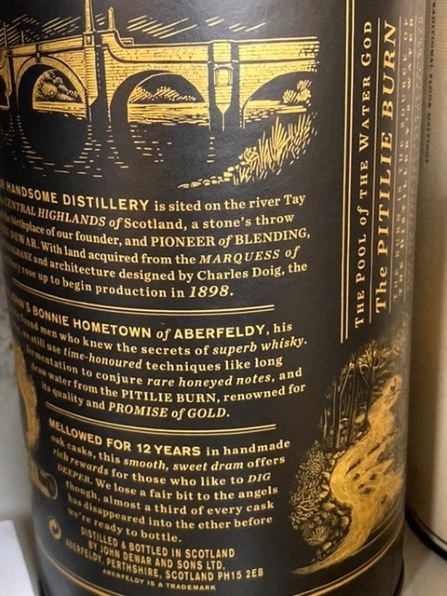 HANDSOME DISTILLERY is sited on the river Tay
CENTRAL HIGHLANDS of Scotland, a stone's throw
birthplace of our founder, and PIONEER of BLENDING,
DEWAR. With land acquired from the MARQUESS of
and architecture designed by Charles Doig, the
rose up to begin production in 1898.
BONNIE HOMETOWN of ABERFELDY, his
men who knew the secrets of superb whisky.
still use time-honoured techniques like long
fermentation to conjure rare honeyed notes, and
water from the PITILIE BURN, renowned for
quality and PROMISE of GOLD.
MELLOWED FOR 12 YEARS in handmade
oak casks, this smooth, sweet dram offers
rich rewards for those who like to DIG
DEEPER. We lose a fair bit to the angels
though, almost a third of every cask
has disappeared into the ether before
we're ready to bottle.
DISTILLED & BOTTLED IN SCOTLAND
BY JOHN DEWAR AND SONS LTD,
ABERFELDY, PERTHSHIRE, SCOTLAND PH15 2EB
ABERFELDY IS A TRADEMARK
THE POOL of THE WATER GOD
The PITILIE BURN